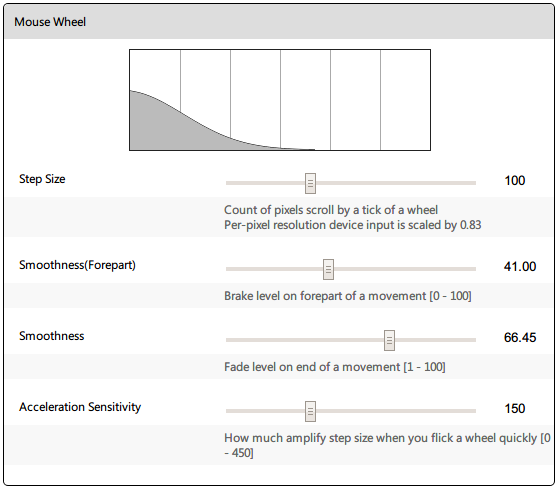 Mouse Wheel
Step Size
100
Count of pixels scroll by a tick of a wheel
Per-pixel resolution device input is scaled by 0.83
Smoothness(Forepart)
41.00
Brake level on forepart of a movement [0 - 100]
Smoothness
66.45
Fade level on end of a movement [1 - 100]
Acceleration Sensitivity
150
How much amplify step size when you flick a wheel quickly [0
- 450]